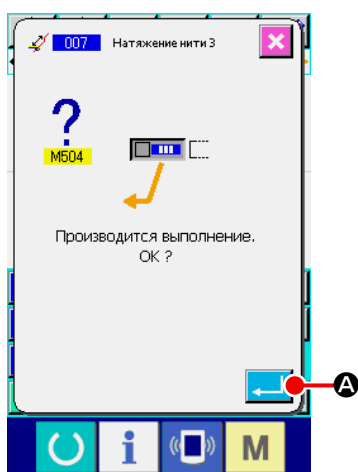 007 Натяжение нити 3
?
M504
Производится выполнение.
OK ?
A
i M